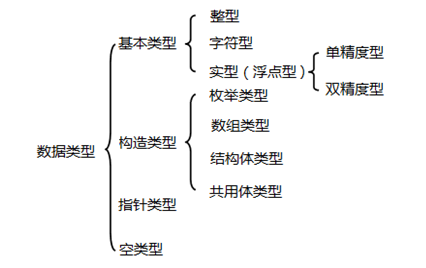 整型
基本类型
字符型
单精度型
实型（浮点型）
双精度型
枚举类型
数组类型
数据类型
构造类型
结构体类型
共用体类型
指针类型
空类型